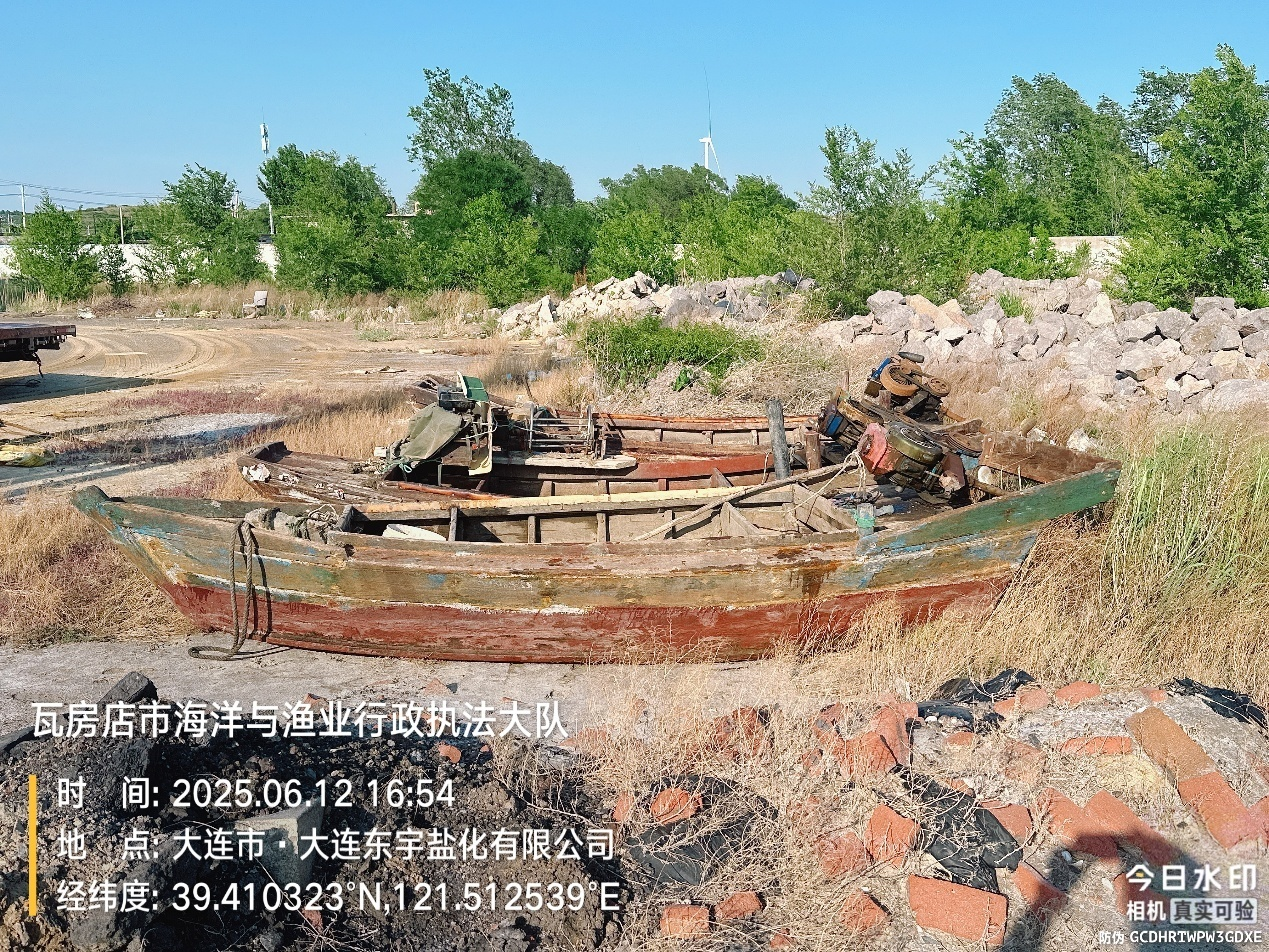 瓦房店市海洋与渔业行政执法大队
时 间: 2025.06.12 16:54
地 点: 大连市·大连东宇盐化有限公司
经纬度: 39.410323°N,121.512539°E
今日水印
相机 真实可验
防伪 GCDHRTWPW3GDXE